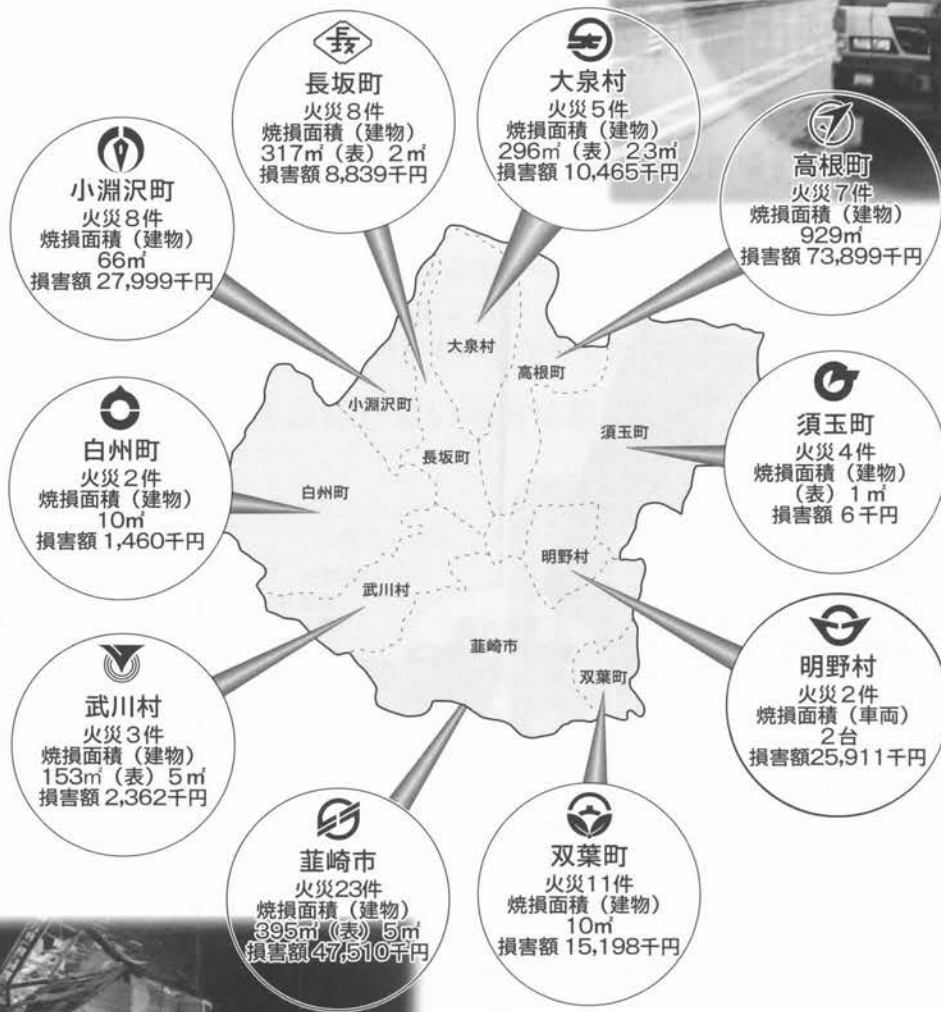 長坂町
火災8件
焼損面積（建物）
317㎡（表）2㎡
損害額 8,839千円
大泉村
火災5件
焼損面積（建物）
296㎡（表）23㎡
損害額 10,465千円
小淵沢町
火災8件
焼損面積（建物）
66㎡
損害額 27,999千円
高根町
火災7件
焼損面積（建物）
929㎡
損害額 73,899千円
白州町
火災2件
焼損面積（建物）
10㎡
損害額 1,460千円
須玉町
火災4件
焼損面積（建物）
（表）1㎡
損害額 6千円
武川村
火災3件
焼損面積（建物）
153㎡（表）5㎡
損害額 2,362千円
明野村
火災2件
焼損面積（車両）
2台
損害額25,911千円
韮崎市
火災23件
焼損面積（建物）
395㎡（表）5㎡
損害額 47,510千円
双葉町
火災11件
焼損面積（建物）
10㎡
損害額 15,198千円
大泉村
高根町
小淵沢町
須玉町
長坂町
白州町
明野村
武川村
韮崎市
双葉町